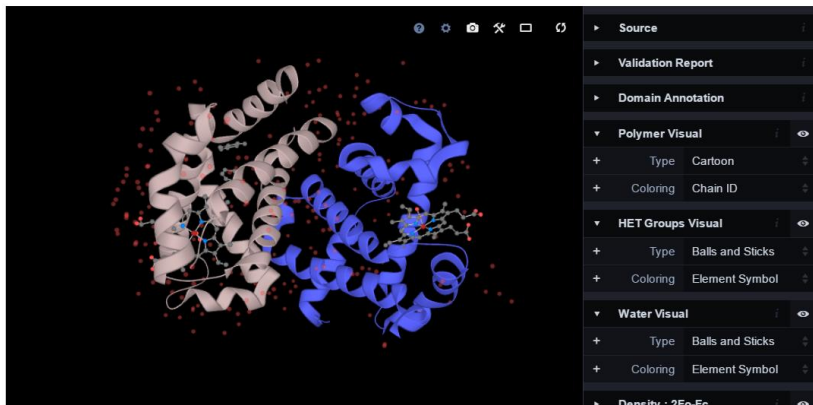 Source
Validation Report
Domain Annotation
Polymer Visual
Type Cartoon
Coloring Chain ID
HET Groups Visual
Type Balls and Sticks
Coloring Element Symbol
Water Visual
Type Balls and Sticks
Coloring Element Symbol
Density : 2Fo-Fc